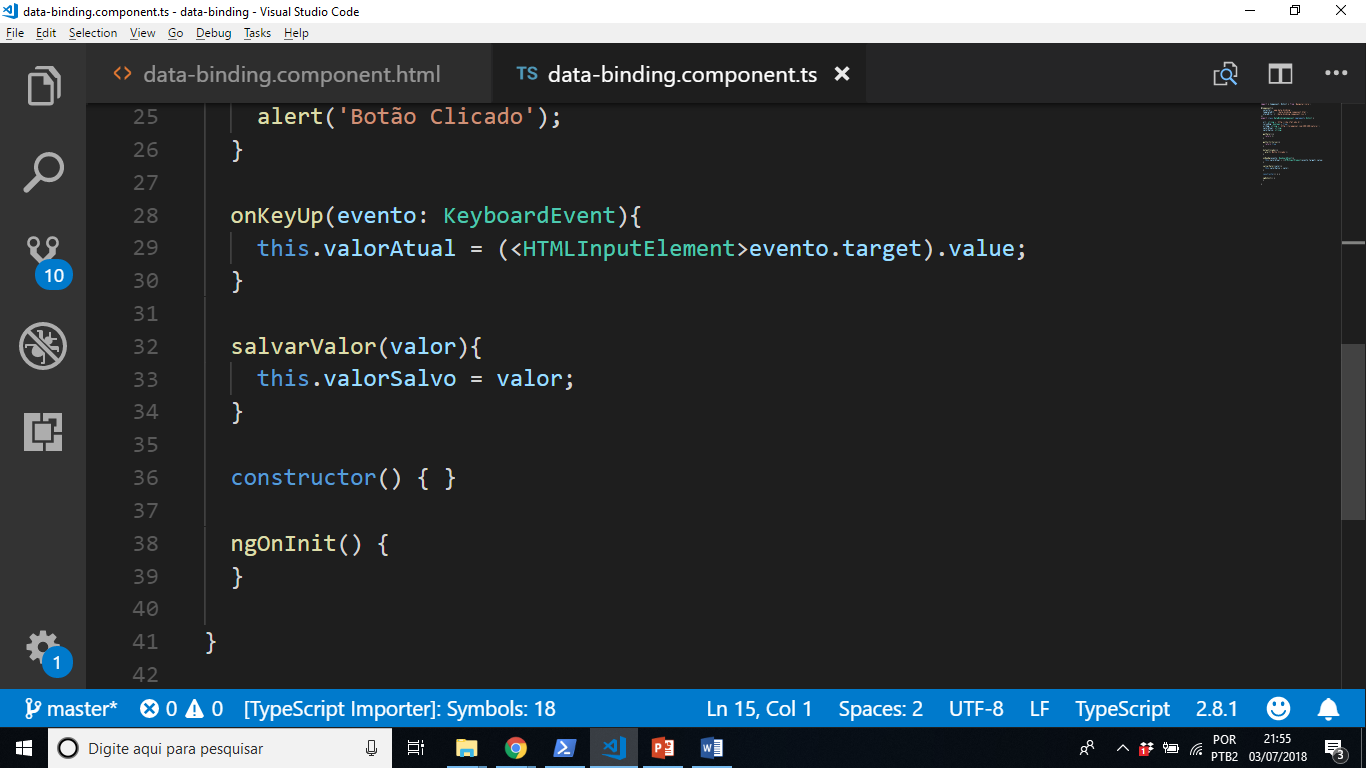 data-binding.component.ts - data-binding - Visual Studio Code
File Edit Selection View Go Debug Tasks Help
<> data-binding.component.html TS data-binding.component.ts
25 alert('Botão Clicado');
26 }
27
28 onKeyUp(evento: KeyboardEvent){
29 this.valorAtual = (<HTMLInputElement>evento.target).value;
30 }
31
32 salvarValor(valor){
33 this.valorSalvo = valor;
34 }
35
36 constructor() { }
37
38 ngOnInit() {
39 }
40
41 }
42
10
1
master* 0 0 [TypeScript Importer]: Symbols: 18 Ln 15, Col 1 Spaces: 2 UTF-8 LF TypeScript 2.8.1
Digite aqui para pesquisar
POR
PTB2
21:55
03/07/2018
3